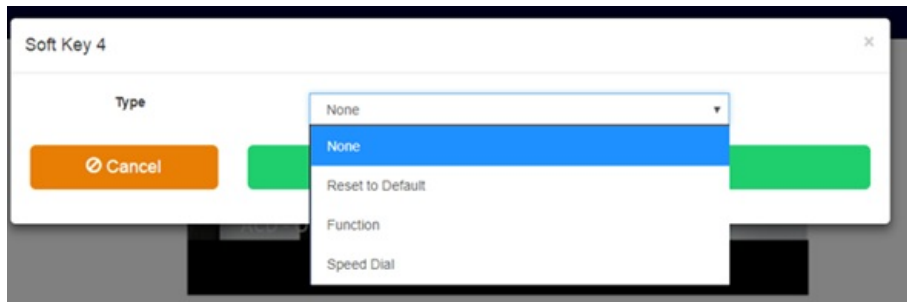 Soft Key 4
×
Type
None
None
Cancel
Reset to Default
Function
Speed Dial